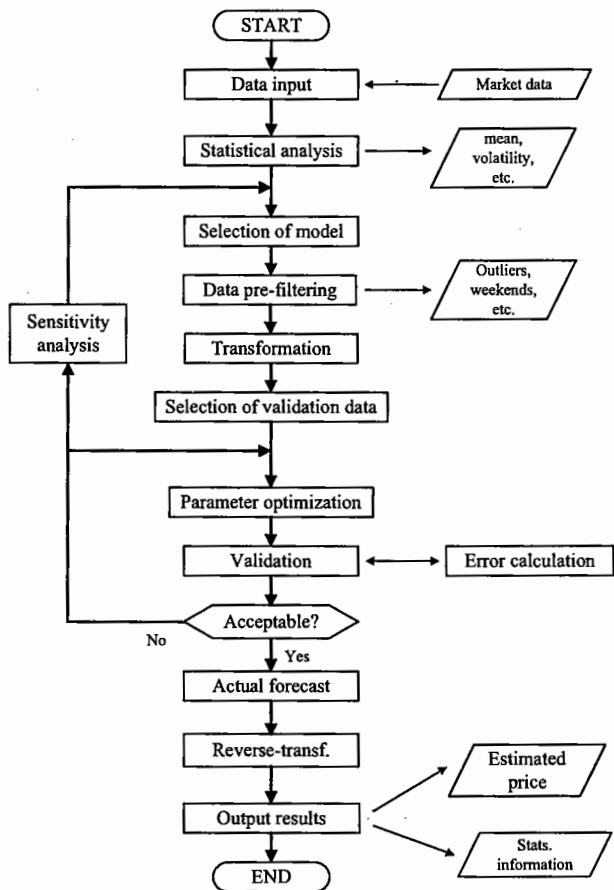 START
Data input
Market data
Statistical analysis
mean,
volatility,
etc.
Selection of model
Data pre-filtering
Outliers,
weekends,
etc.
Sensitivity
analysis
Transformation
Selection of validation data
Parameter optimization
Validation
Error calculation
Acceptable?
No
Yes
Actual forecast
Reverse-transf.
Estimated
price
Output results
Stats.
information
END